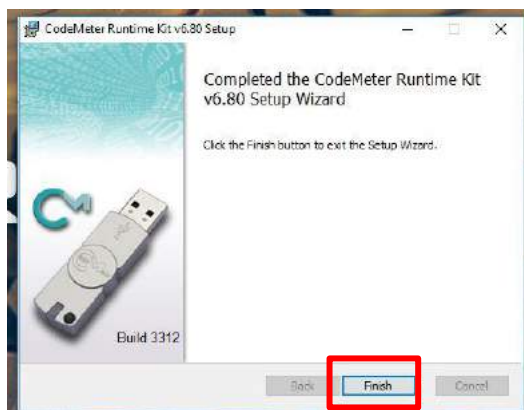 CodeMeter Runtime Kit v6.80 Setup
Completed the CodeMeter Runtime Kit
v6.80 Setup Wizard
Click the Finish button to exit the Setup Wizard.
CM
Build 3312
Back Finish Cancel